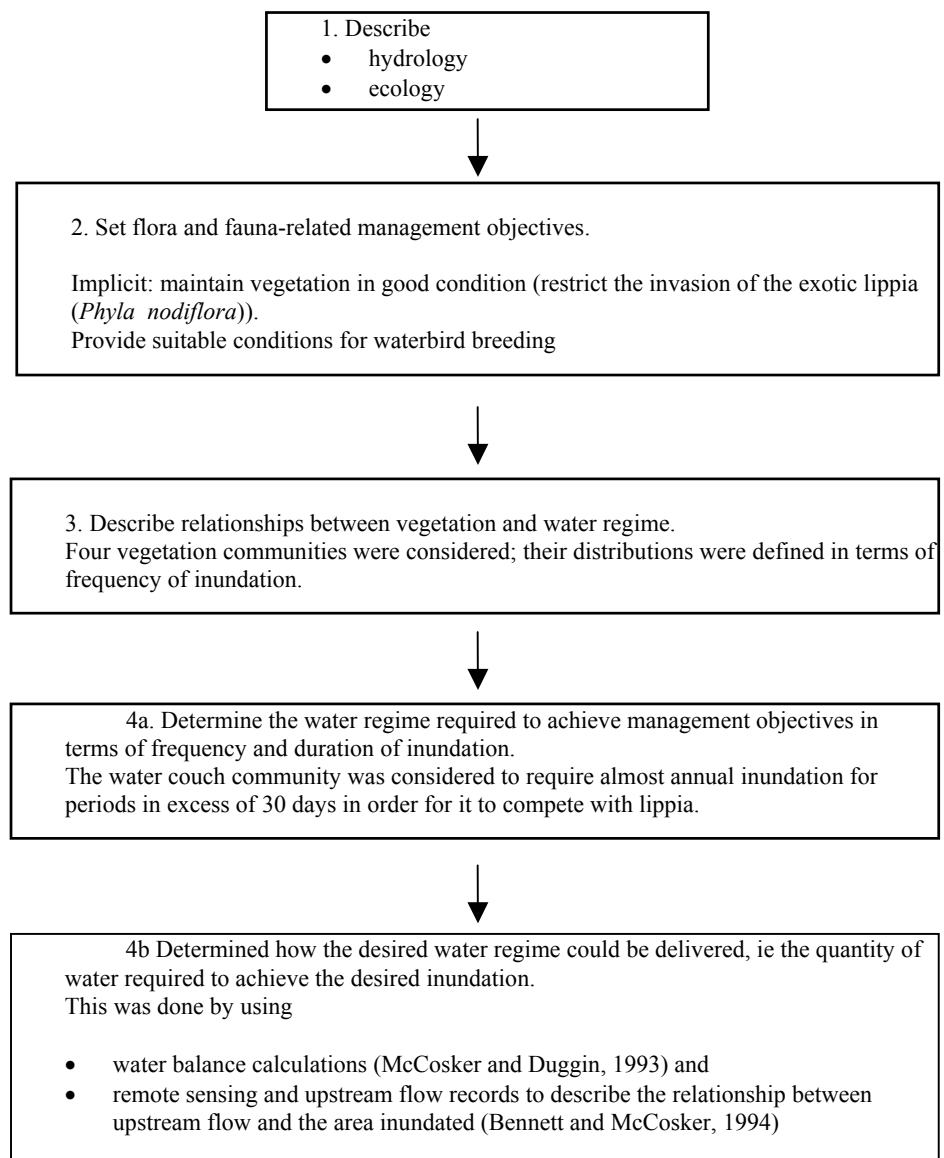 1. Describe
• hydrology
• ecology
2. Set flora and fauna-related management objectives.
Implicit: maintain vegetation in good condition (restrict the invasion of the exotic lippia
(Phyla nodiflora)).
Provide suitable conditions for waterbird breeding
3. Describe relationships between vegetation and water regime.
Four vegetation communities were considered; their distributions were defined in terms of
frequency of inundation.
4a. Determine the water regime required to achieve management objectives in
terms of frequency and duration of inundation.
The water couch community was considered to require almost annual inundation for
periods in excess of 30 days in order for it to compete with lippia.
4b Determined how the desired water regime could be delivered, ie the quantity of
water required to achieve the desired inundation.
This was done by using
• water balance calculations (McCosker and Duggin, 1993) and
• remote sensing and upstream flow records to describe the relationship between
upstream flow and the area inundated (Bennett and McCosker, 1994)